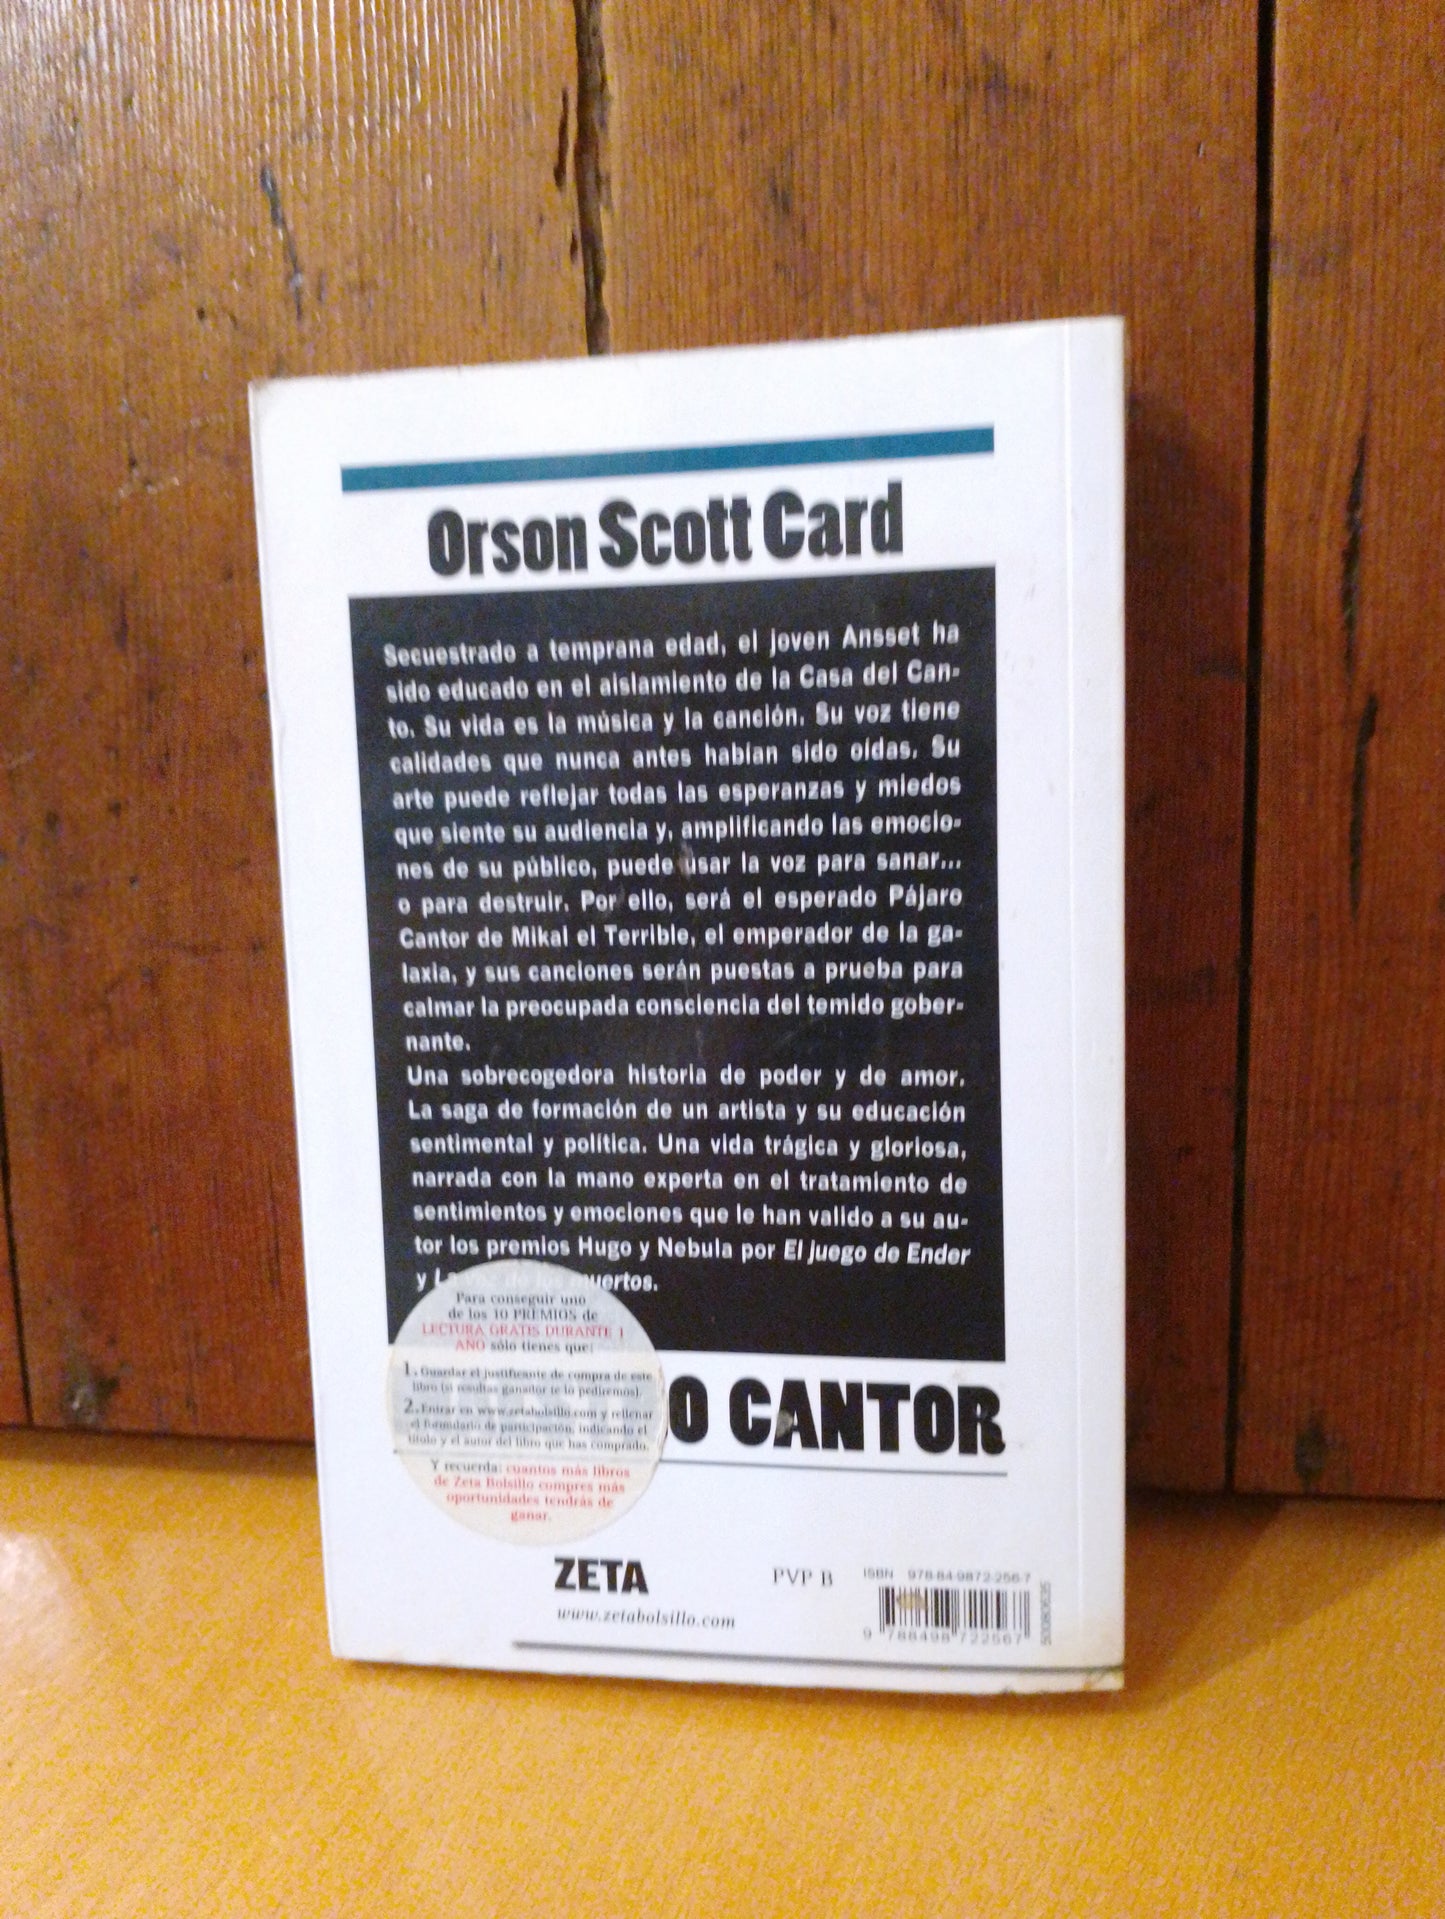 Orson Scott Card
Secuestrado a temprana edad, el joven Ansset ha
sido educado en el aislamiento de la Casa del Can-
to. Su vida es la música y la canción. Su voz tiene
calidades que nunca antes habían sido oídas. Su
arte puede reflejar todas las esperanzas y miedos
que siente su audiencia y, amplificando las emocio-
nes de su público, puede usar la voz para sanar...
o para destruir. Por ello, será el esperado Pájaro
Cantor de Mikal el Terrible, el emperador de la ga-
laxia, y sus canciones serán puestas a prueba para
calmar la preocupada consciencia del temido gober-
nante.
Una sobrecogedora historia de poder y de amor.
La saga de formación de un artista y su educación
sentimental y política. Una vida trágica y gloriosa,
narrada con la mano experta en el tratamiento de
sentimientos y emociones que le han valido a su au-
tor los premios Hugo y Nebula por El juego de Ender
y La voz de los muertos.
Para conseguir uno
de los 10 PREMIOS de
LECTURA GRATIS DURANTE 1
AÑO sólo tienes que:
1. Guardar el justificante de compra de este
libro (si resultas ganador te lo pediremos).
2. Entrar en www.zetabolsillo.com y rellenar
el formulario de participación, indicando el
título y el autor del libro que has comprado.
Y recuerda: cuantos más libros
de Zeta Bolsillo compres más
oportunidades tendrás de
ganar.
O CANTOR
ZETA
www.zetabolsillo.com
PVP B
ISBN 978-84-9872-256-7
9 788498 722567